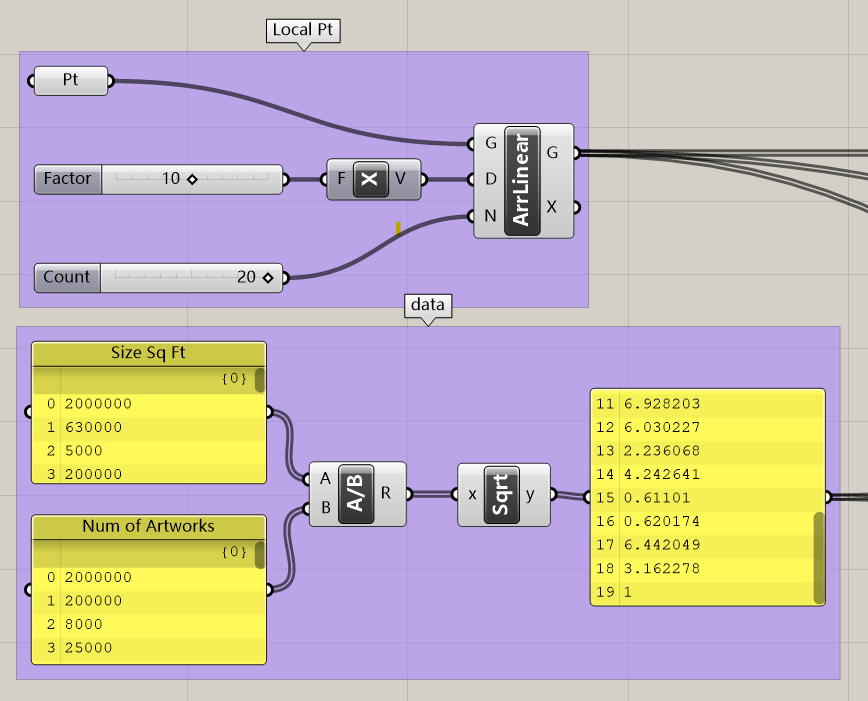 Local Pt
Pt
Factor
10
F X V
G
D
N
ArrLinear
G
X
Count
20
data
Size Sq Ft
{0}
0 2000000
1 630000
2 5000
3 200000
Num of Artworks
{0}
0 2000000
1 200000
2 8000
3 25000
A
B
A/B
R
x Sqrt y
11 6.928203
12 6.030227
13 2.236068
14 4.242641
15 0.61101
16 0.620174
17 6.442049
18 3.162278
19 1